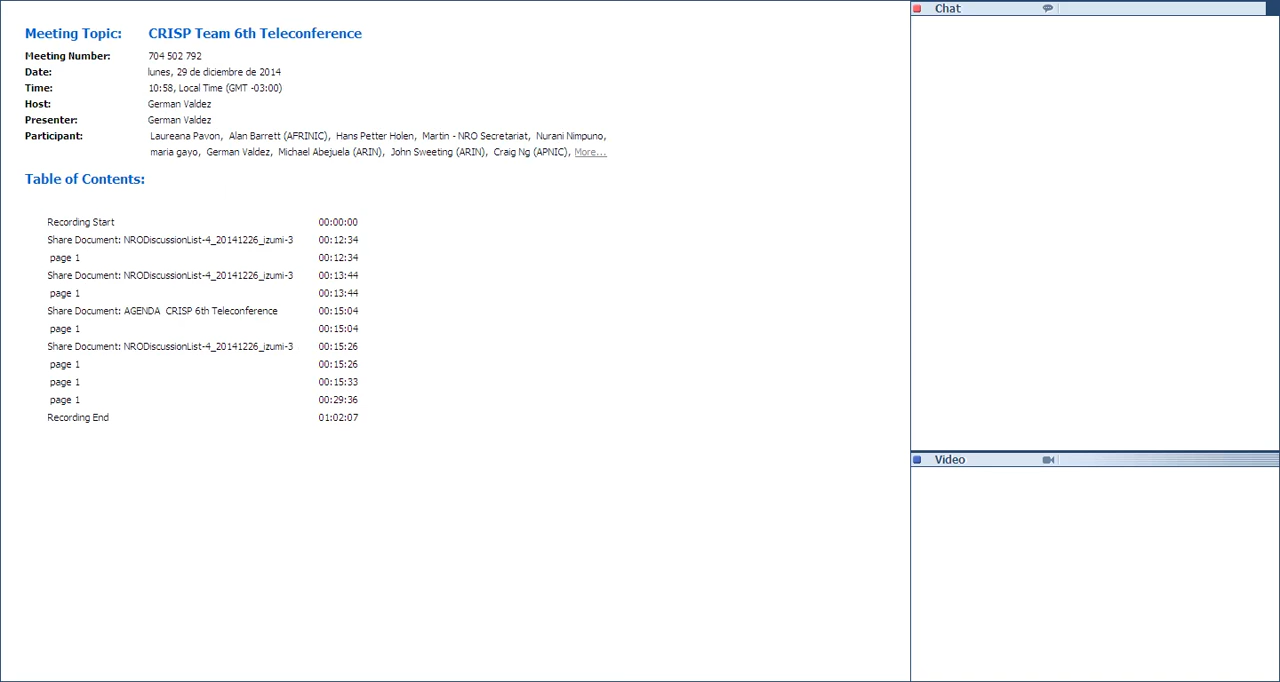 Meeting Topic: CRISP Team 6th Teleconference
Meeting Number: 704 502 792
Date: lunes, 29 de diciembre de 2014
Time: 10:58, Local Time (GMT -03:00)
Host: German Valdez
Presenter: German Valdez
Participant: Laureana Pavon, Alan Barrett (AFRINIC), Hans Petter Holen, Martin - NRO Secretariat, Nurani Nimpuno,
maria gayo, German Valdez, Michael Abejuela (ARIN), John Sweeting (ARIN), Craig Ng (APNIC), More...
Table of Contents:
Recording Start 00:00:00
Share Document: NRODiscussionList-4_20141226_izumi-3 00:12:34
page 1 00:12:34
Share Document: NRODiscussionList-4_20141226_izumi-3 00:13:44
page 1 00:13:44
Share Document: AGENDA CRISP 6th Teleconference 00:15:04
page 1 00:15:04
Share Document: NRODiscussionList-4_20141226_izumi-3 00:15:26
page 1 00:15:26
page 1 00:15:33
page 1 00:29:36
Recording End 01:02:07
Chat
Video